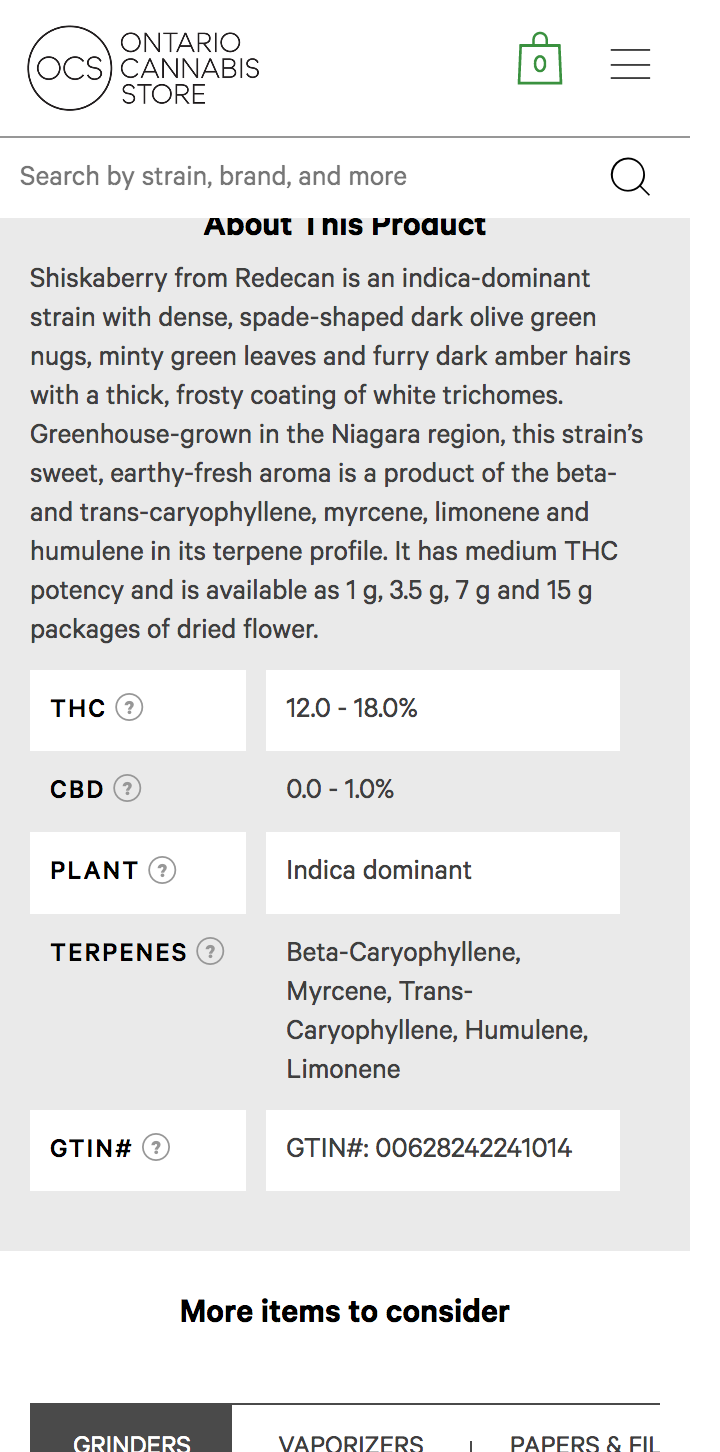 OCS
ONTARIO
CANNABIS
STORE
0
Search by strain, brand, and more
About This Product
Shiskaberry from Redecan is an indica-dominant
strain with dense, spade-shaped dark olive green
nugs, minty green leaves and furry dark amber hairs
with a thick, frosty coating of white trichomes.
Greenhouse-grown in the Niagara region, this strain’s
sweet, earthy-fresh aroma is a product of the beta-
and trans-caryophyllene, myrcene, limonene and
humulene in its terpene profile. It has medium THC
potency and is available as 1 g, 3.5 g, 7 g and 15 g
packages of dried flower.
THC ? 12.0 - 18.0%
CBD ? 0.0 - 1.0%
PLANT ? Indica dominant
TERPENES ? Beta-Caryophyllene,
Myrcene, Trans-
Caryophyllene, Humulene,
Limonene
GTIN# ? GTIN#: 00628242241014
More items to consider
GRINDERS VAPORIZERS PAPERS & FIL